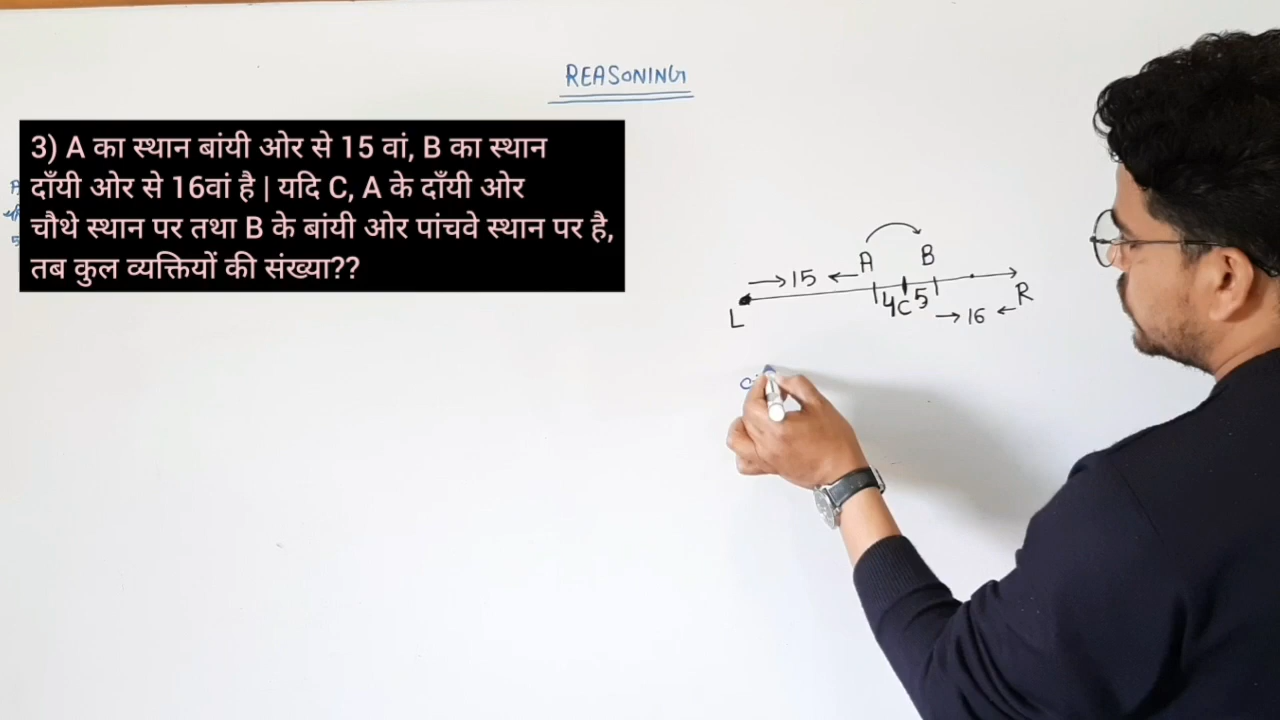 REASONING
3) A का स्थान बांयी ओर से 15 वां, B का स्थान
दाँयी ओर से 16वां है | यदि C, A के दाँयी ओर
चौथे स्थान पर तथा B के बांयी ओर पांचवे स्थान पर है,
तब कुल व्यक्तियों की संख्या??
A B
15
L 4 C 5 R
16